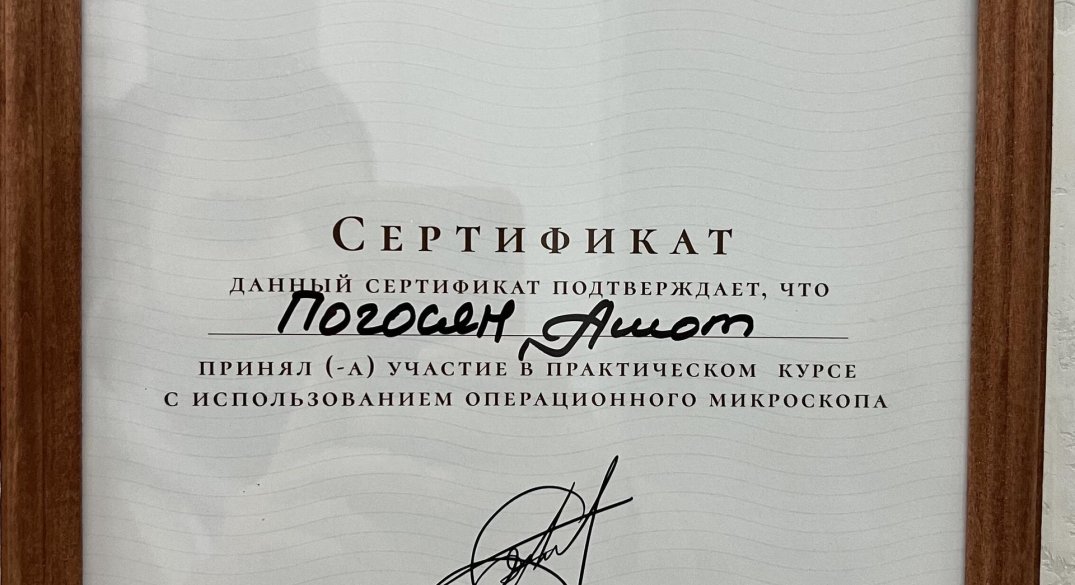 Сертификат
данный сертификат подтверждает, что
Погосян Ашот
принял (-а) участие в практическом курсе
с использованием операционного микроскопа